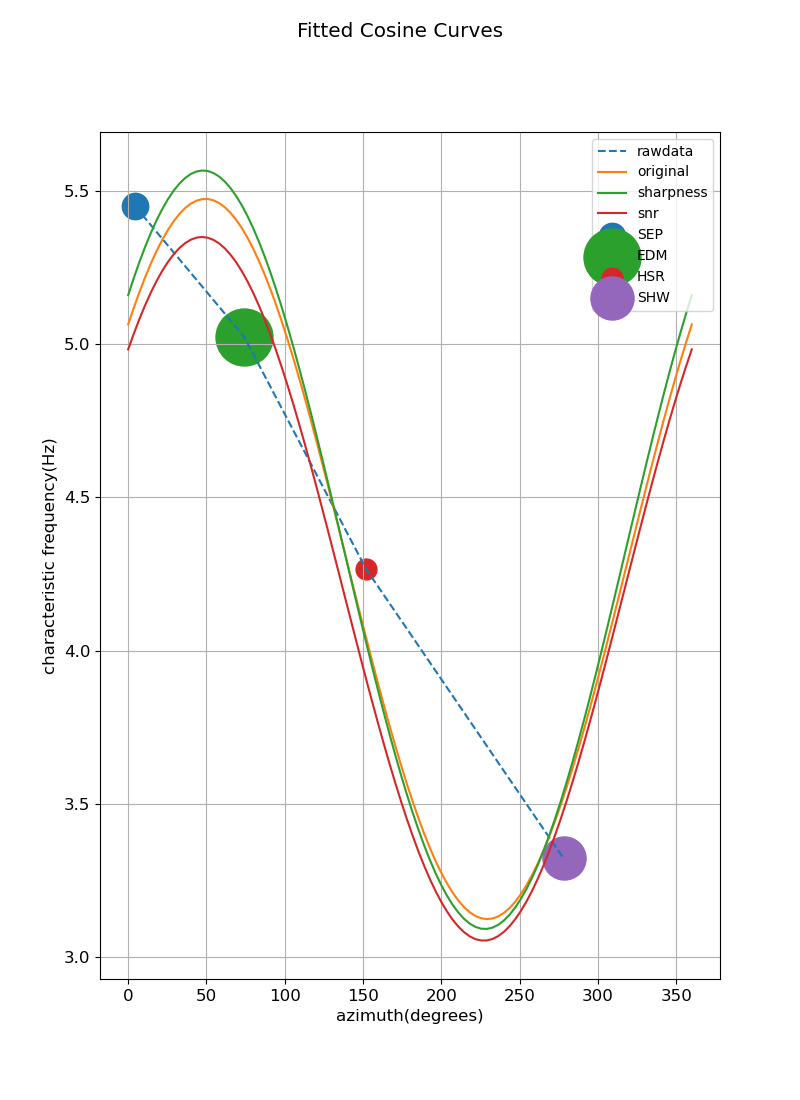 Fitted Cosine Curves
rawdata
original
sharpness
snr
SEP
EDM
HSR
SHW
5.5
5.0
4.5
4.0
3.5
3.0
characteristic frequency(Hz)
0 50 100 150 200 250 300 350
azimuth(degrees)